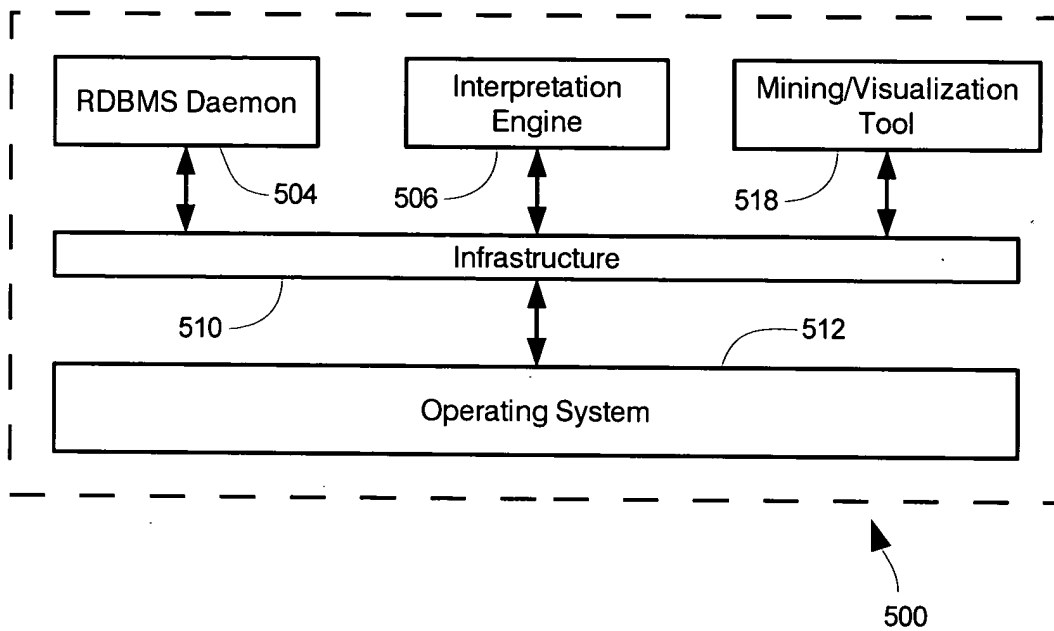 RDBMS Daemon
Interpretation
Engine
Mining/Visualization
Tool
504
506
518
Infrastructure
510
512
Operating System
500